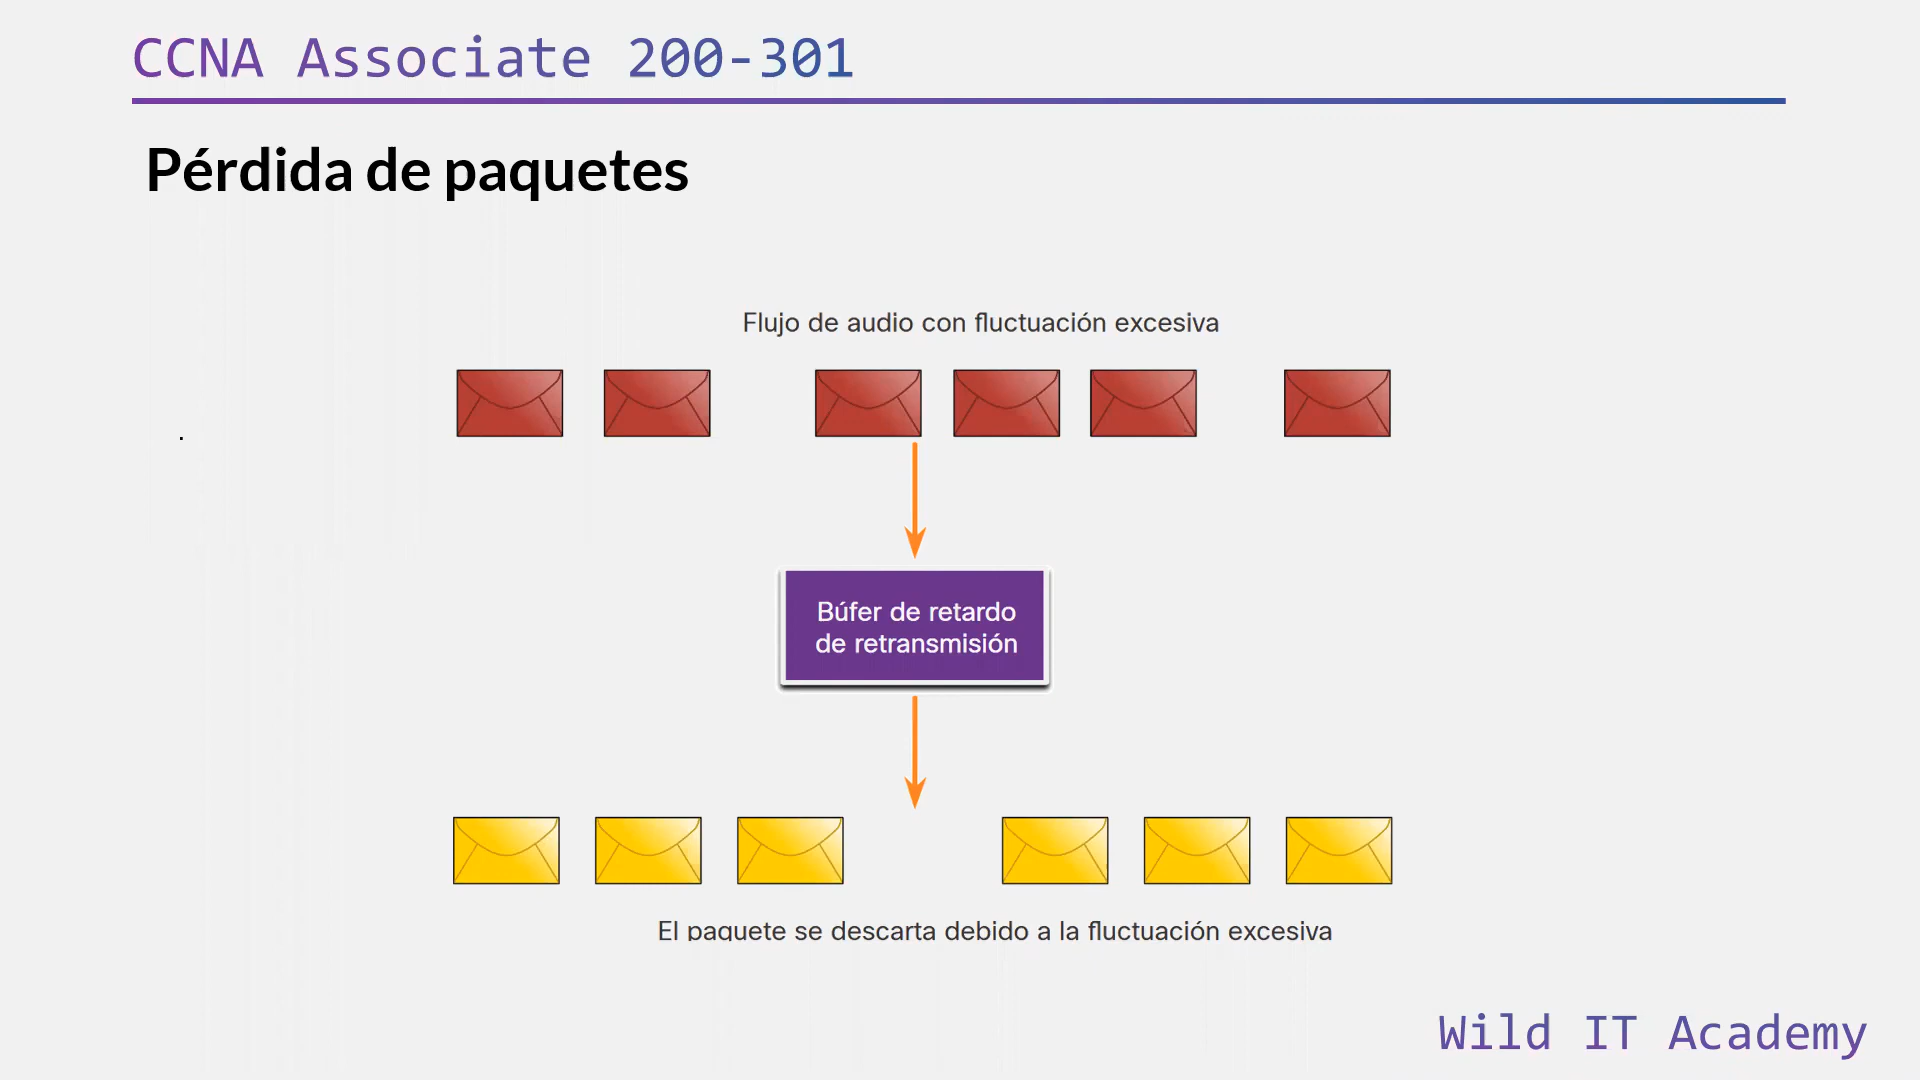 CCNA Associate 200-301
Pérdida de paquetes
Flujo de audio con fluctuación excesiva
.
Búfer de retardo
de retransmisión
El paquete se descarta debido a la fluctuación excesiva
Wild IT Academy